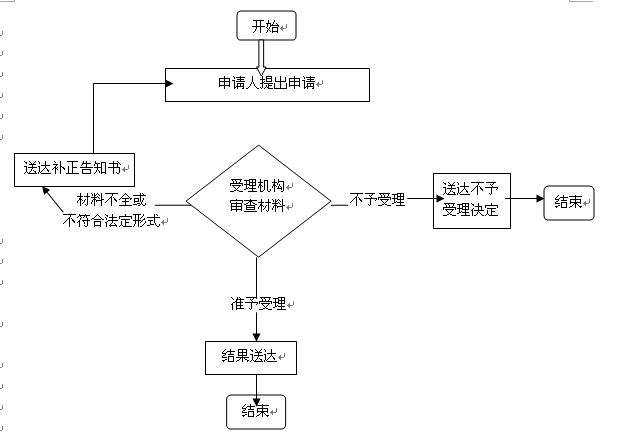 开始
申请人提出申请
送达补正告知书
受理机构
审查材料
材料不全或
不符合法定形式
不予受理
送达不予
受理决定
结束
准予受理
结果送达
结束